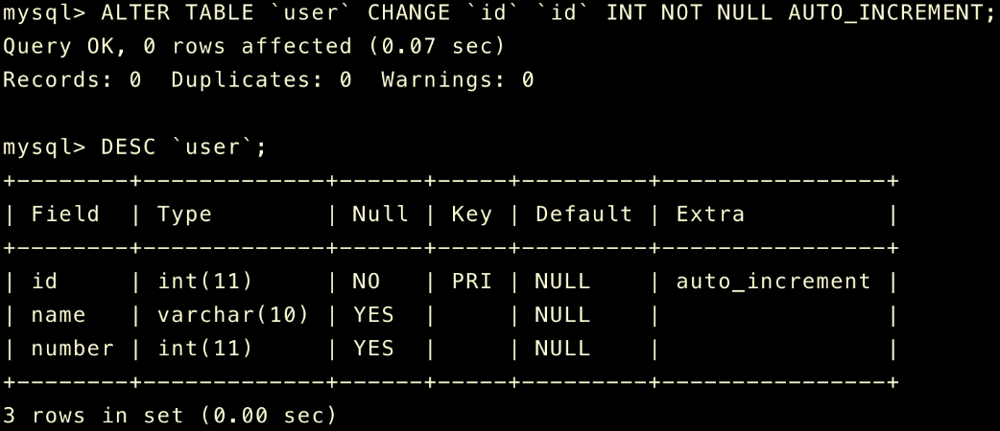 mysql> ALTER TABLE `user` CHANGE `id` `id` INT NOT NULL AUTO_INCREMENT;
Query OK, 0 rows affected (0.07 sec)
Records: 0  Duplicates: 0  Warnings: 0

mysql> DESC `user`;
+--------+-------------+------+-----+---------+----------------+
| Field  | Type        | Null | Key | Default | Extra          |
+--------+-------------+------+-----+---------+----------------+
| id     | int(11)     | NO   | PRI | NULL    | auto_increment |
| name   | varchar(10) | YES  |     | NULL    |                |
| number | int(11)     | YES  |     | NULL    |                |
+--------+-------------+------+-----+---------+----------------+
3 rows in set (0.00 sec)